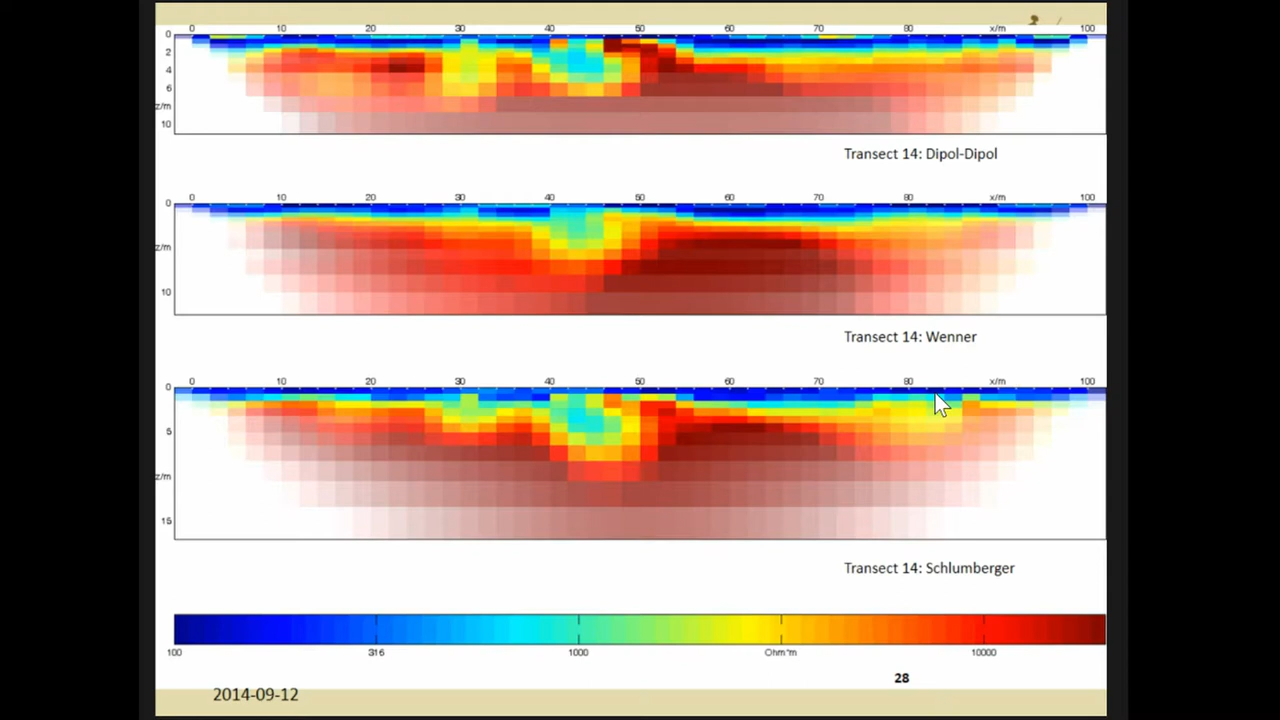 0 10 20 30 40 50 60 70 80 x/m 100
0
2
4
6
z/m
10
Transect 14: Dipol-Dipol
0 10 20 30 40 50 60 70 80 x/m 100
0
z/m
10
Transect 14: Wenner
0 10 20 30 40 50 60 70 80 x/m 100
0
5
z/m
15
Transect 14: Schlumberger
100 316 1000 Ohm*m 10000
28
2014-09-12